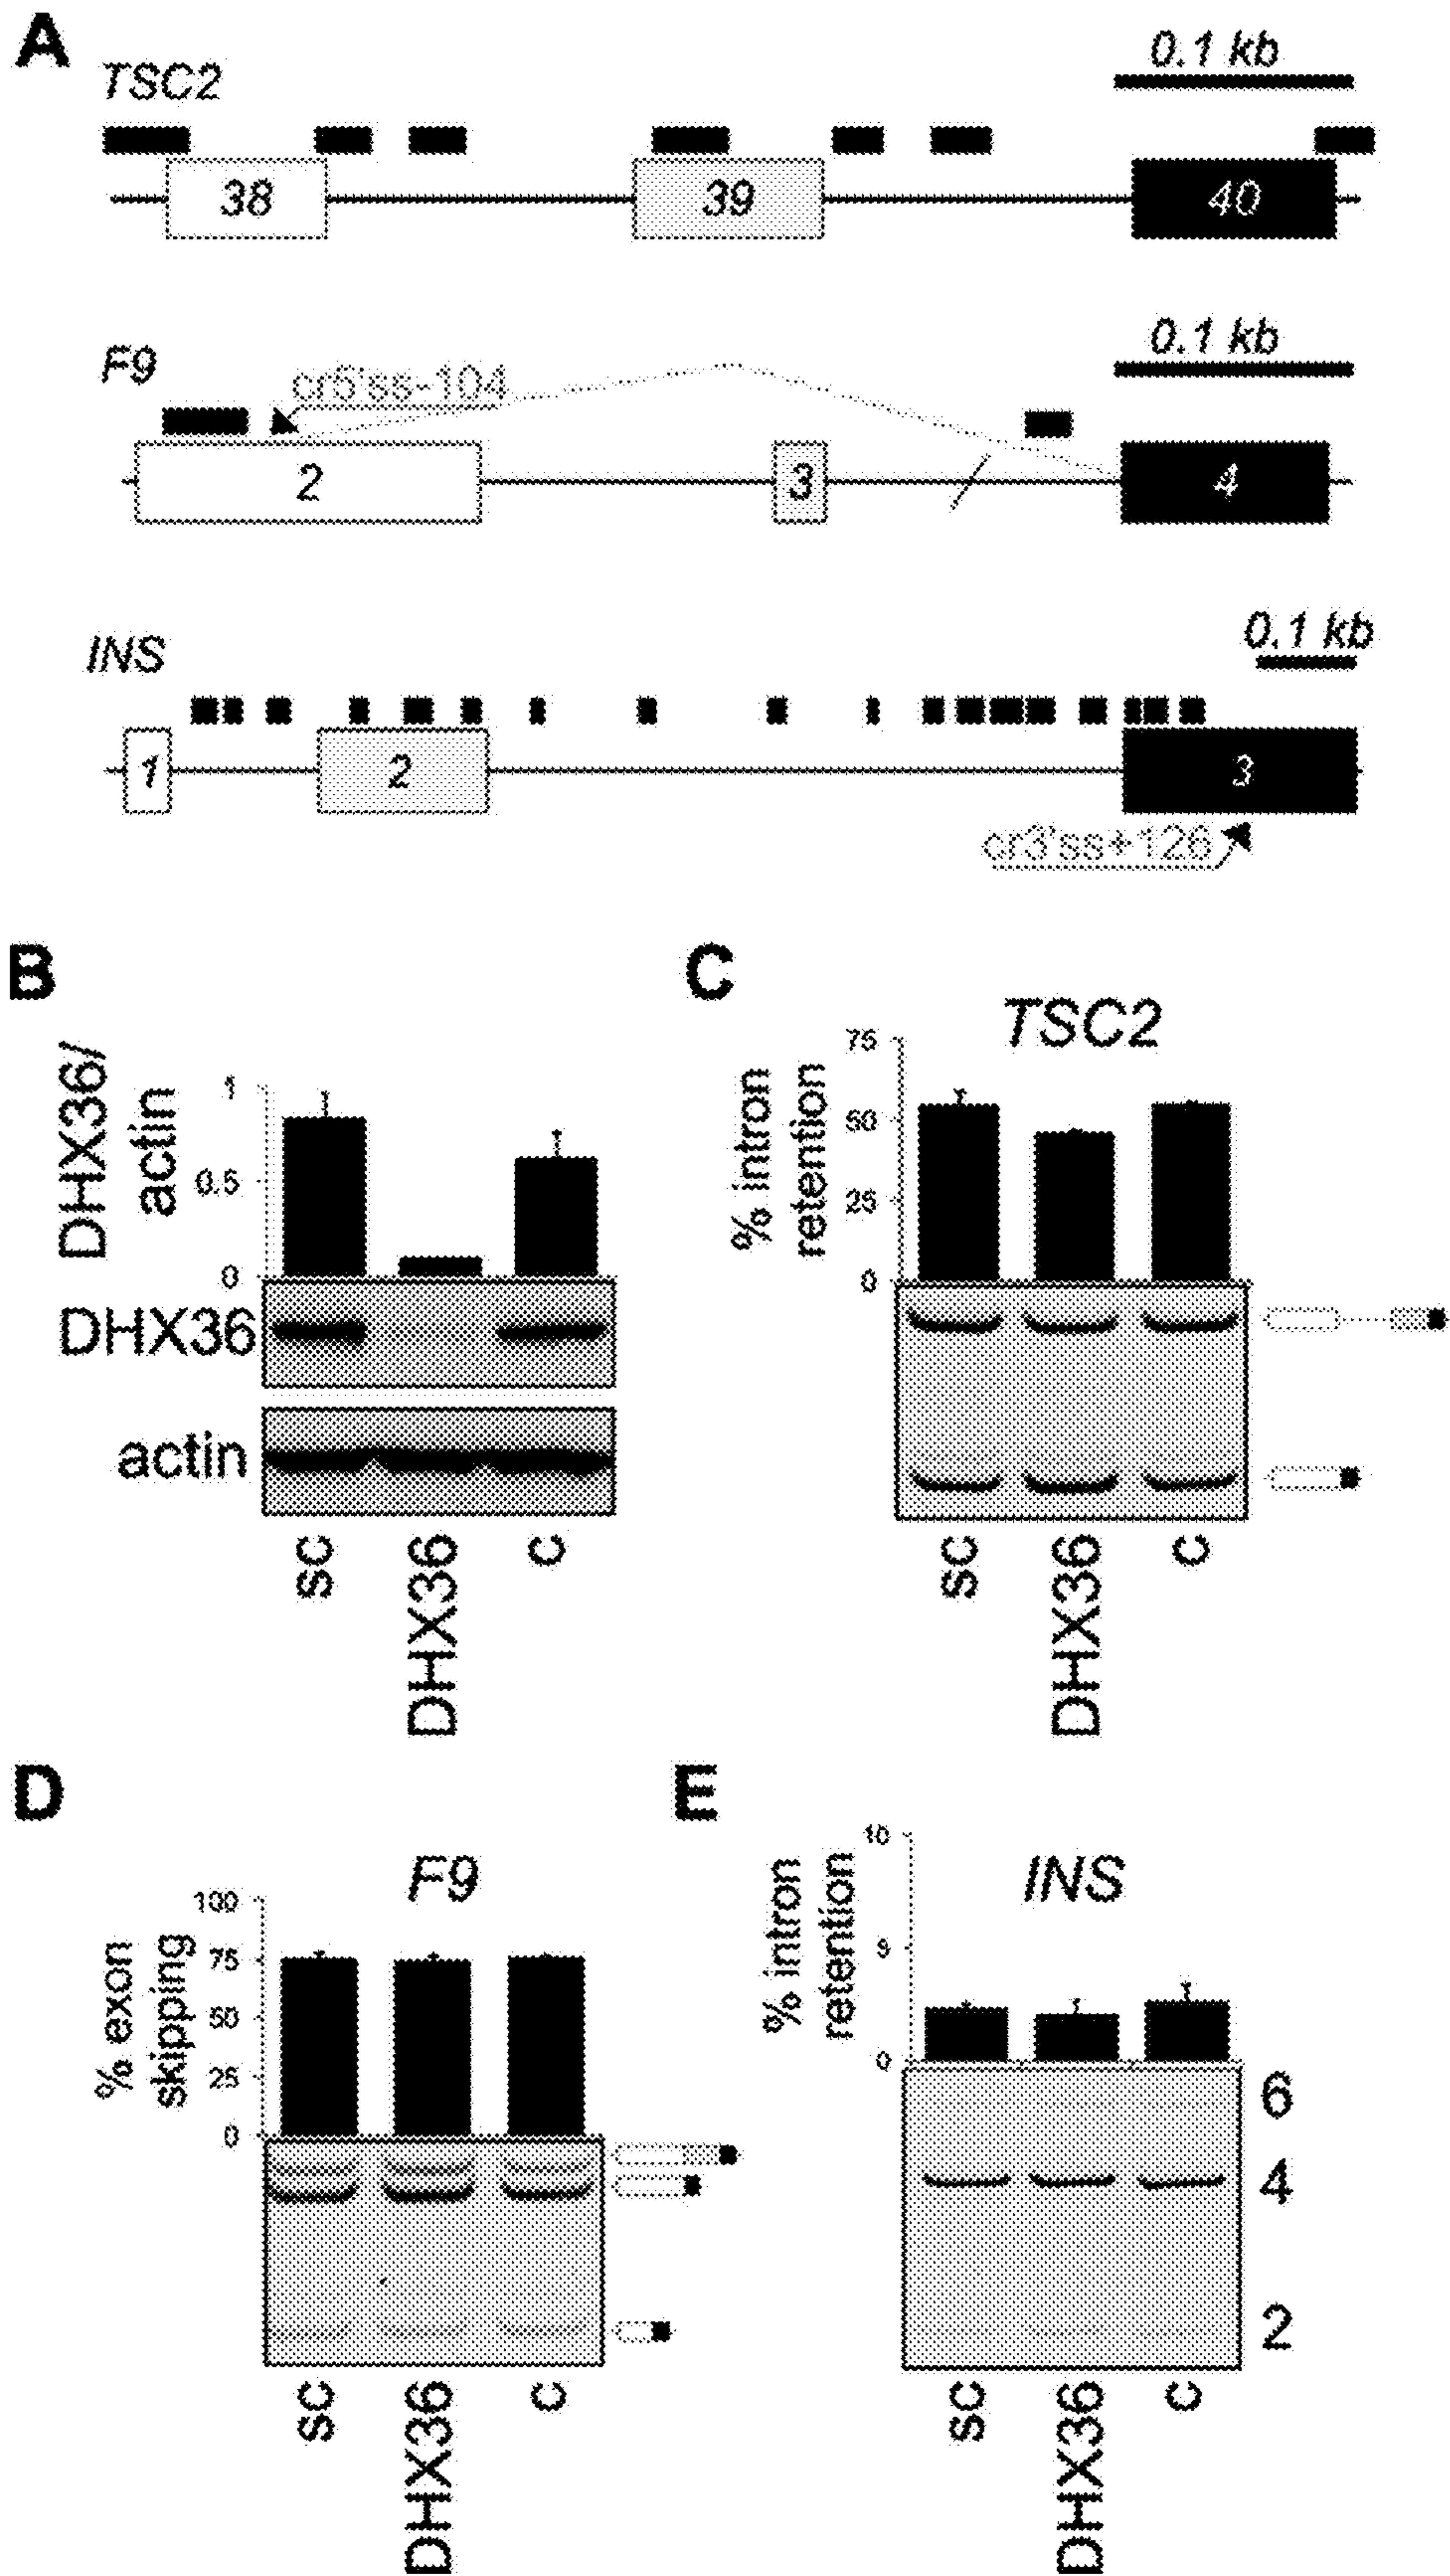 A
TSC2
0.1 kb
38
39
40
F9
0.1 kb
cr5'ss-104
2
3
4
INS
0.1 kb
1
2
3
cr3'ss+126
B
DHX36/
actin
1
0.5
0
DHX36
actin
sc
DHX36
c
C
TSC2
% intron
retention
75
50
25
0
sc
DHX36
c
D
F9
% exon
skipping
100
75
50
25
0
sc
DHX36
c
E
INS
% intron
retention
10
0
6
4
2
sc
DHX36
c